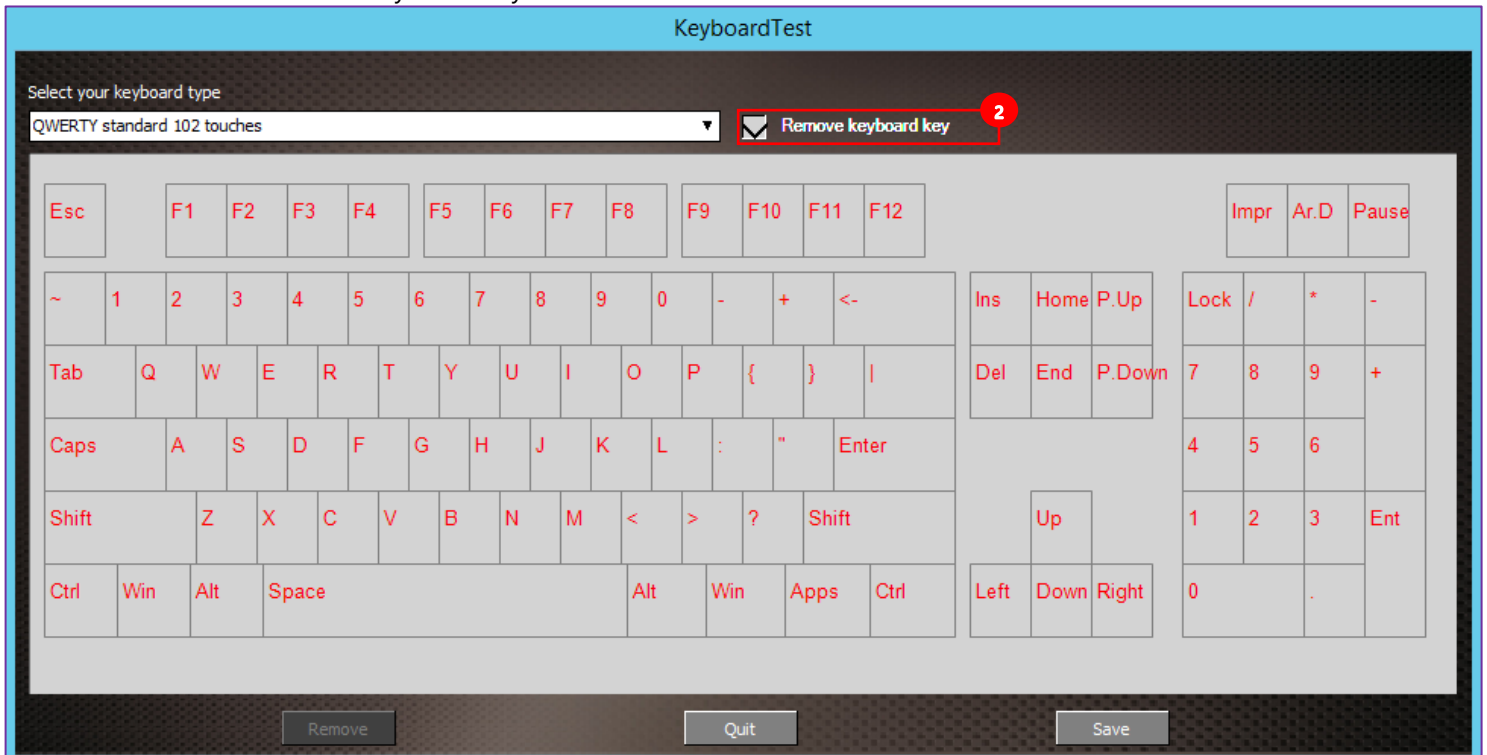 KeyboardTest
Select your keyboard type
QWERTY standard 102 touches ▼ Remove keyboard key 2
Esc F1 F2 F3 F4 F5 F6 F7 F8 F9 F10 F11 F12 Impr Ar.D Pause
~ 1 2 3 4 5 6 7 8 9 0 - + <- Ins Home P.Up Lock / * -
Tab Q W E R T Y U I O P { } | Del End P.Down 7 8 9 +
Caps A S D F G H J K L : " Enter 4 5 6
Shift Z X C V B N M < > ? Shift Up 1 2 3 Ent
Ctrl Win Alt Space Alt Win Apps Ctrl Left Down Right 0 .
Remove Quit Save